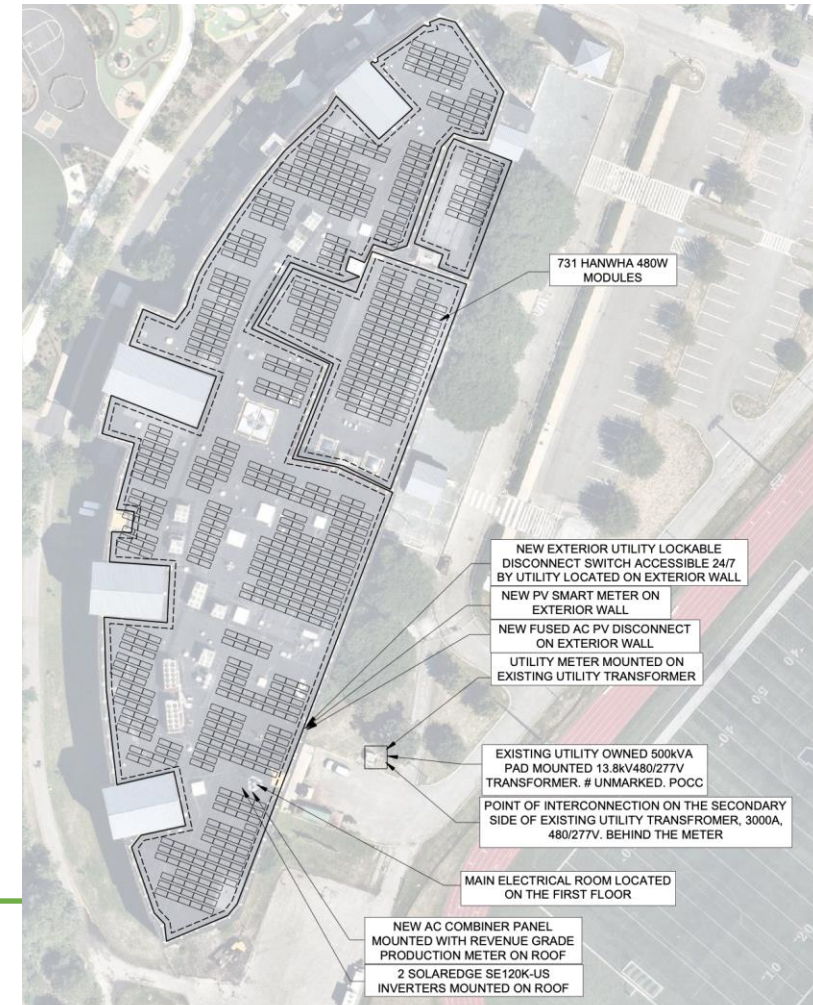 731 HANWHA 480W
MODULES
NEW EXTERIOR UTILITY LOCKABLE
DISCONNECT SWITCH ACCESSIBLE 24/7
BY UTILITY LOCATED ON EXTERIOR WALL
NEW PV SMART METER ON
EXTERIOR WALL
NEW FUSED AC PV DISCONNECT
ON EXTERIOR WALL
UTILITY METER MOUNTED ON
EXISTING UTILITY TRANSFORMER
EXISTING UTILITY OWNED 500kVA
PAD MOUNTED 13.8kV480/277V
TRANSFORMER. # UNMARKED. POCC
POINT OF INTERCONNECTION ON THE SECONDARY
SIDE OF EXISTING UTILITY TRANSFROMER, 3000A,
480/277V. BEHIND THE METER
MAIN ELECTRICAL ROOM LOCATED
ON THE FIRST FLOOR
NEW AC COMBINER PANEL
MOUNTED WITH REVENUE GRADE
PRODUCTION METER ON ROOF
2 SOLAREDGE SE120K-US
INVERTERS MOUNTED ON ROOF